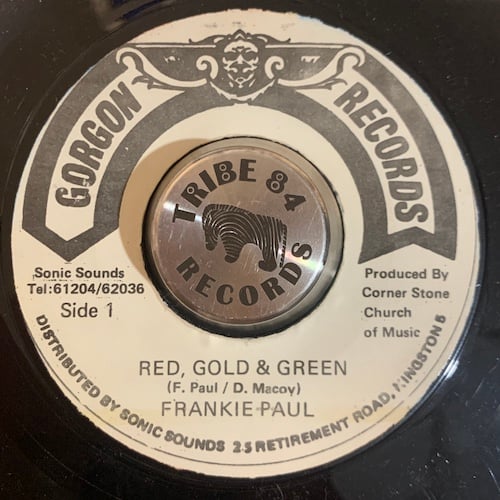 GORGON RECORDS
TRIBE 84
RECORDS
Sonic Sounds
Tel:61204/62036
Side 1
Produced By
Corner Stone
Church
of Music
RED, GOLD & GREEN
(F. Paul / D. Macoy)
FRANKIE PAUL
DISTRIBUTED BY SONIC SOUNDS 25 RETIREMENT ROAD, KINGSTON 5